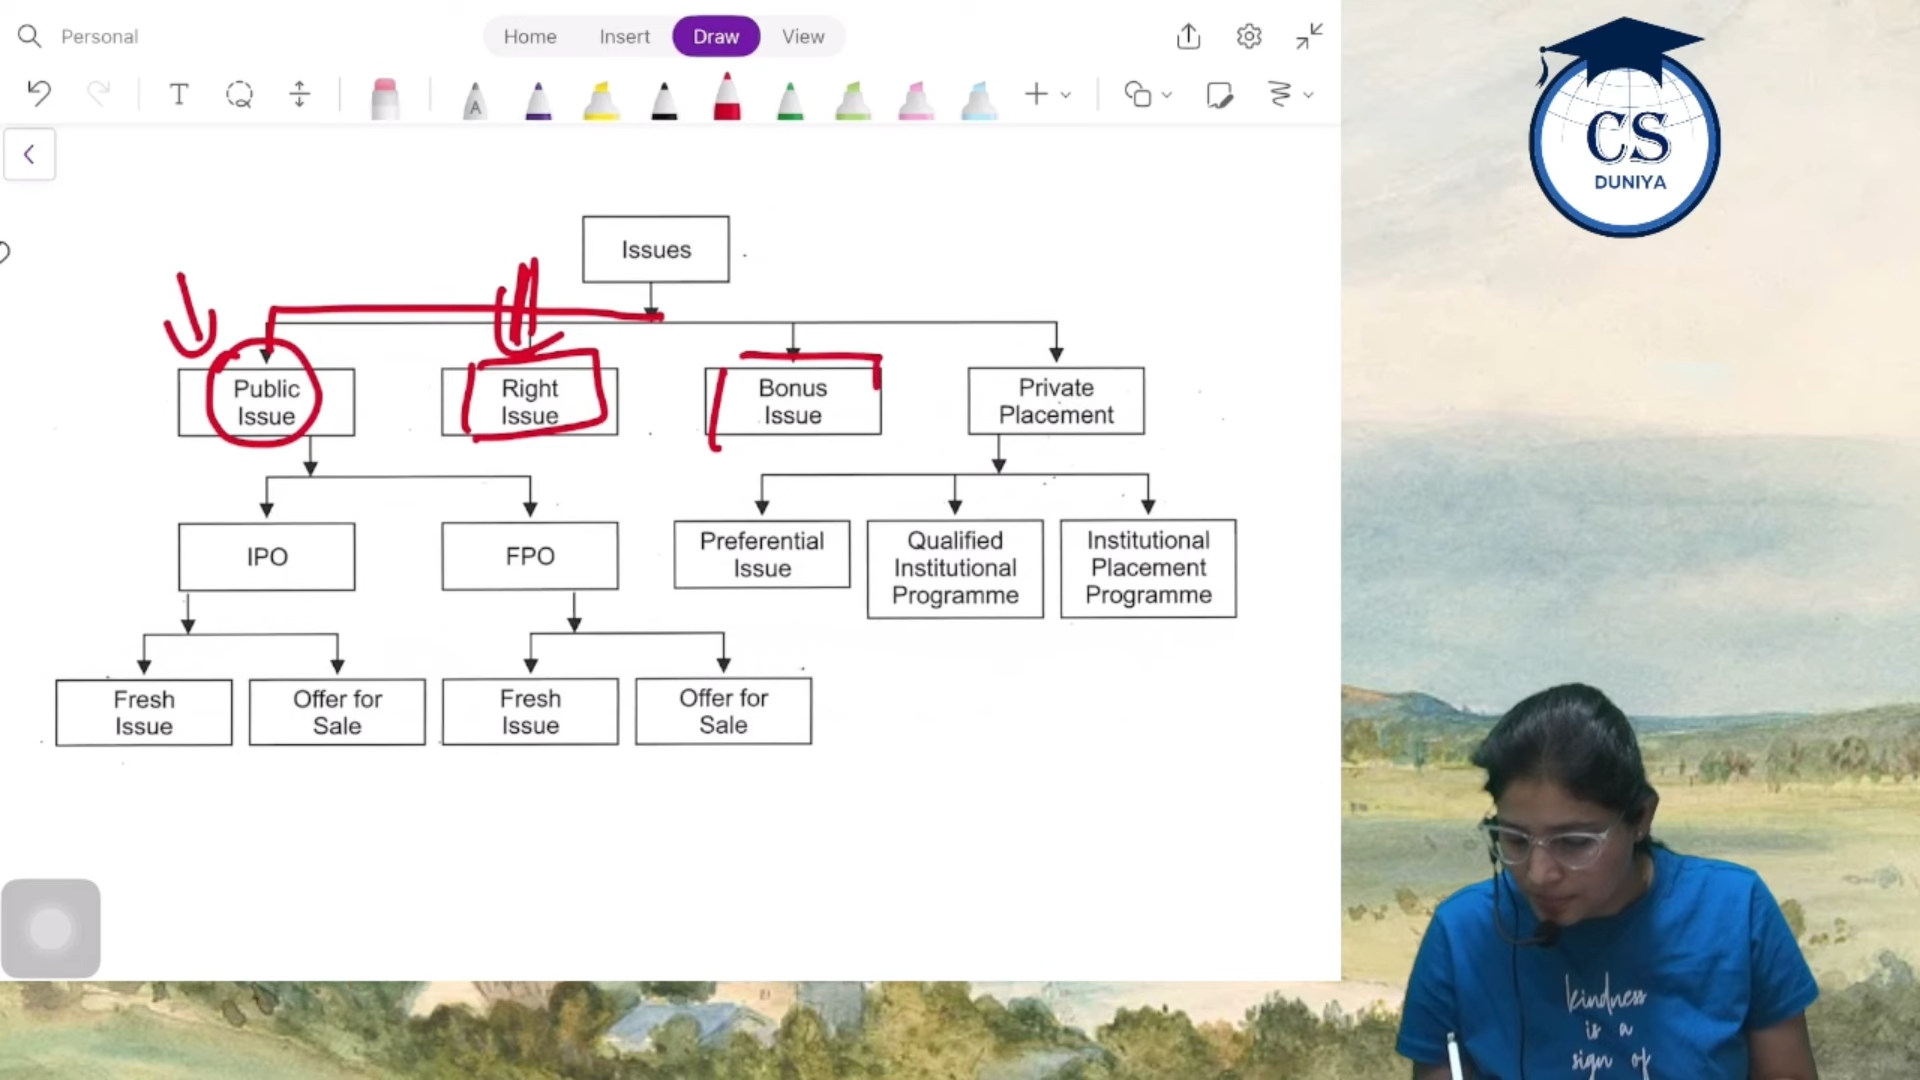 Personal
Home Insert Draw View
T
A
CS
DUNIYA
Issues
Public
Issue
Right
Issue
Bonus
Issue
Private
Placement
IPO
FPO
Preferential
Issue
Qualified
Institutional
Programme
Institutional
Placement
Programme
Fresh
Issue
Offer for
Sale
Fresh
Issue
Offer for
Sale
kindness
is a
sign of